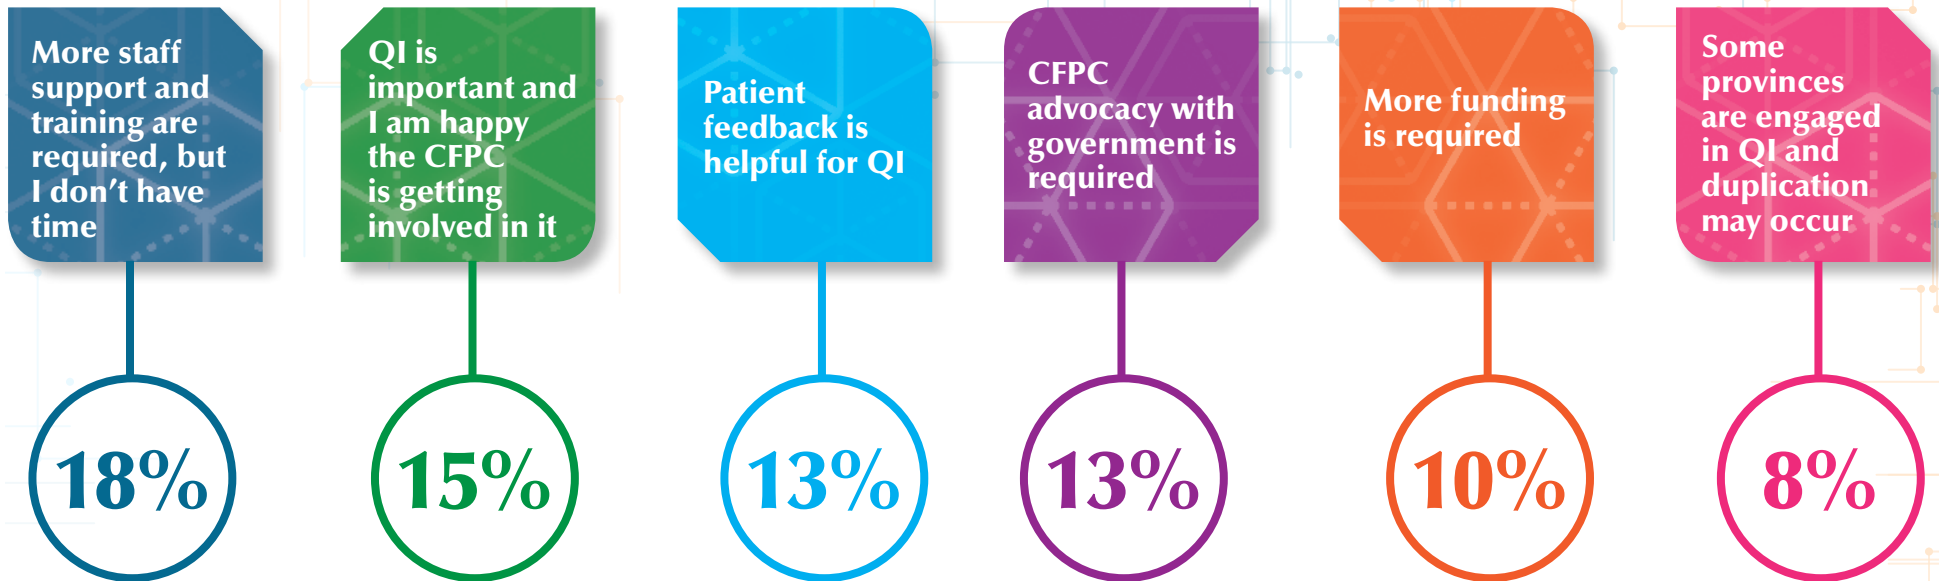 More staff
support and
training are
required, but
I don’t have
time
QI is
important and
I am happy
the CFPC
is getting
involved in it
Patient
feedback is
helpful for QI
CFPC
advocacy with
government is
required
More funding
is required
Some
provinces
are engaged
in QI and
duplication
may occur
18%
15%
13%
13%
10%
8%